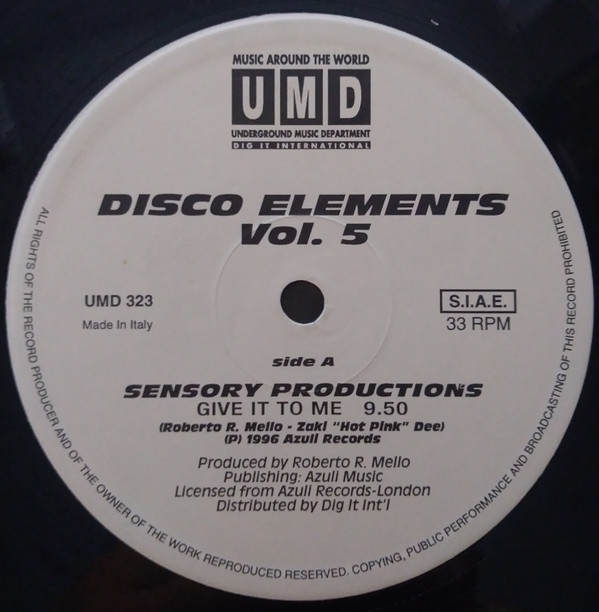 MUSIC AROUND THE WORLD
UMD
UNDERGROUND MUSIC DEPARTMENT
DIG IT INTERNATIONAL
DISCO ELEMENTS
Vol. 5
UMD 323
Made In Italy
S.I.A.E.
33 RPM
side A
SENSORY PRODUCTIONS
GIVE IT TO ME 9.50
(Roberto R. Mello - Zaki "Hot Pink" Dee)
(P) 1996 Azuli Records
Produced by Roberto R. Mello
Publishing: Azuli Music
Licensed from Azuli Records-London
Distributed by Dig It Int'l
ALL RIGHTS OF THE RECORD PRODUCER AND OF THE OWNER OF THE WORK REPRODUCED RESERVED. COPYING, PUBLIC PERFORMANCE AND BROADCASTING OF THIS RECORD PROHIBITED